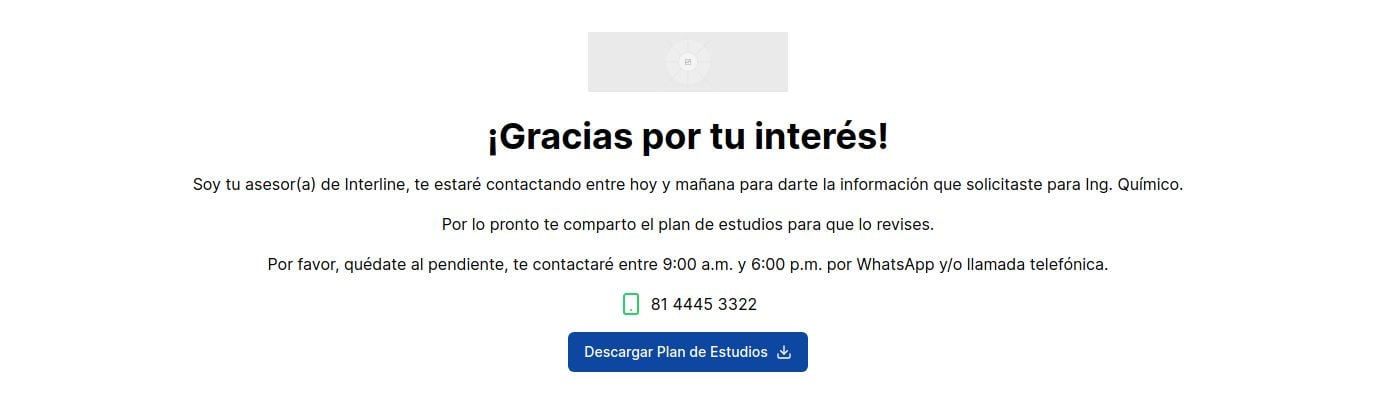 ¡Gracias por tu interés!
Soy tu asesor(a) de Interline, te estaré contactando entre hoy y mañana para darte la información que solicitaste para Ing. Químico.
Por lo pronto te comparto el plan de estudios para que lo revises.
Por favor, quédate al pendiente, te contactaré entre 9:00 a.m. y 6:00 p.m. por WhatsApp y/o llamada telefónica.
81 4445 3322
Descargar Plan de Estudios